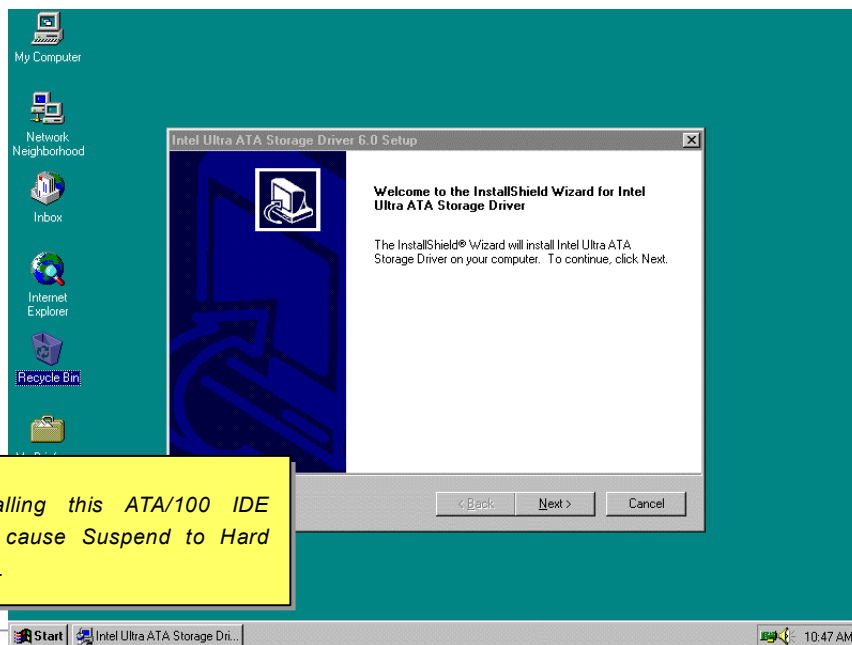 My Computer
Network
Neighborhood
Inbox
Internet
Explorer
Recycle Bin
Intel Ultra ATA Storage Driver 6.0 Setup
Welcome to the InstallShield Wizard for Intel
Ultra ATA Storage Driver
The InstallShield® Wizard will install Intel Ultra ATA
Storage Driver on your computer. To continue, click Next.
< Back
Next >
Cancel
this ATA/100 IDE
cause Suspend to Hard
Start
Intel Ultra ATA Storage Dri...
10:47 AM